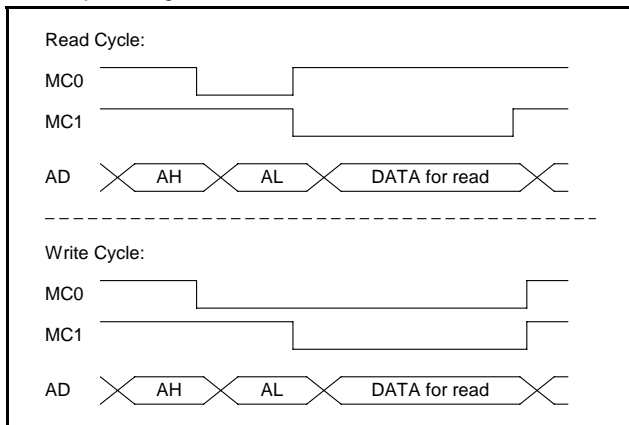 Read Cycle:
MC0
MC1
AD AH AL DATA for read
Write Cycle:
MC0
MC1
AD AH AL DATA for read